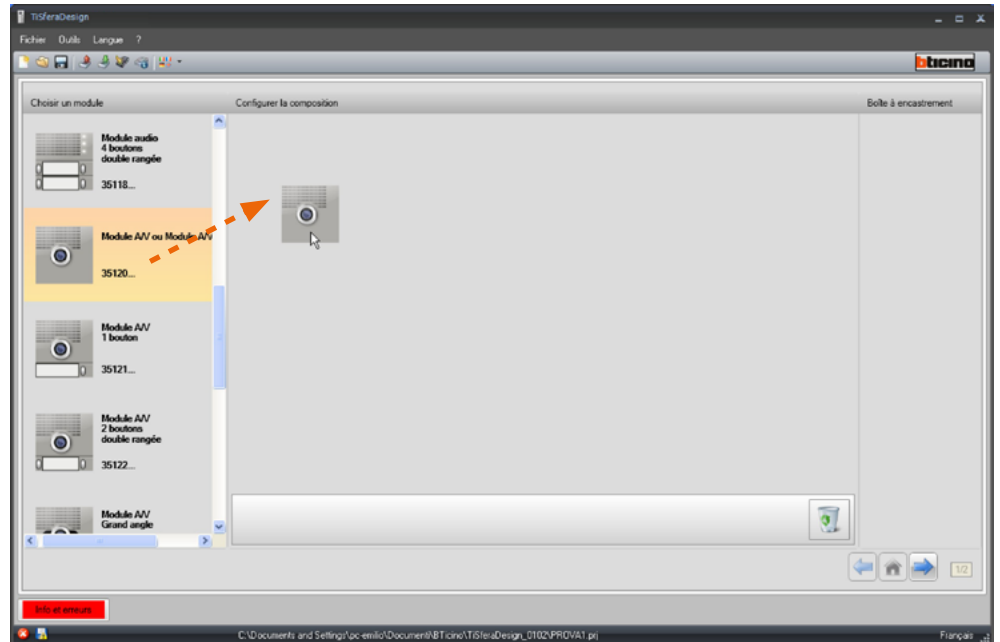 TiSferaDesign
Fichier Outils Langue ?
bticino
Choisir un module
Configurer la composition
Boîte à encastrement
Module audio
4 boutons
double rangée
35118...
Module A/V ou Module A/V
35120...
Module A/V
1 bouton
35121...
Module A/V
2 boutons
double rangée
35122...
Module A/V
Grand angle
1/2
Info et erreurs
C:\Documents and Settings\pc-emilio\Documenti\BTicino\TiSferaDesign_0102\PROVA1.prj
Français